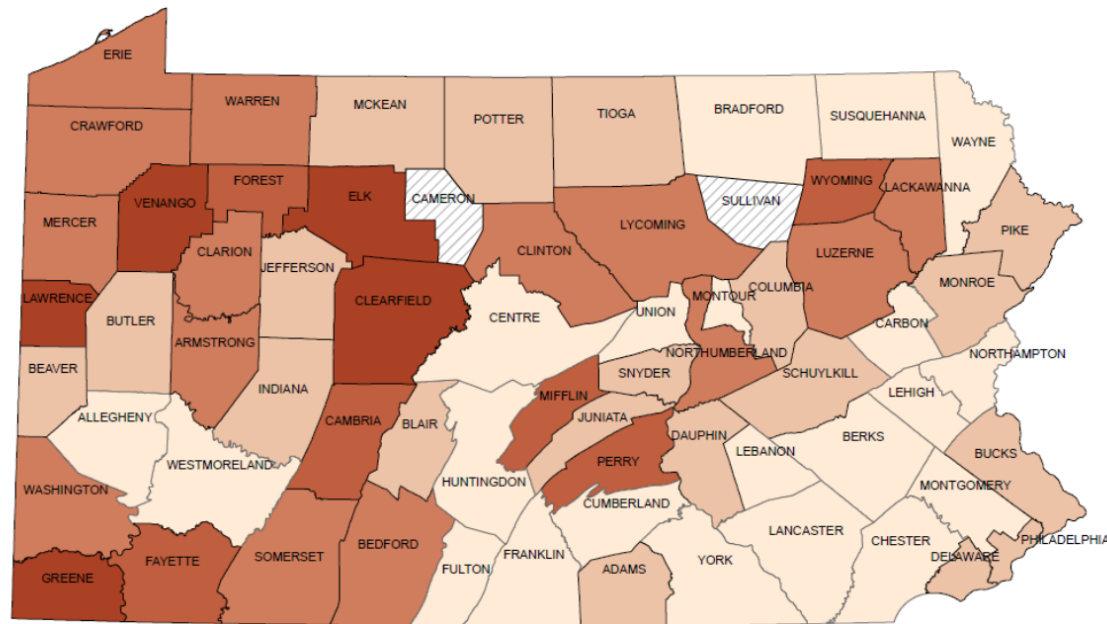 ERIE
WARREN
MCKEAN
POTTER
TIOGA
BRADFORD
SUSQUEHANNA
WAYNE
CRAWFORD
FOREST
VENANGO
ELK
CAMERON
SULLIVAN
WYOMING
LACKAWANNA
MERCER
CLARION
JEFFERSON
CLINTON
LYCOMING
LUZERNE
PIKE
LAWRENCE
BUTLER
ARMSTRONG
CLEARFIELD
CENTRE
UNION
MONTOUR
COLUMBIA
MONROE
CARBON
BEAVER
INDIANA
NORTHUMBERLAND
SNYDER
SCHUYLKILL
NORTHAMPTON
ALLEGHENY
CAMBRIA
BLAIR
MIFFLIN
JUNIATA
DAUPHIN
LEHIGH
WESTMORELAND
HUNTINGDON
PERRY
LEBANON
BERKS
BUCKS
WASHINGTON
CUMBERLAND
MONTGOMERY
GREENE
FAYETTE
SOMERSET
BEDFORD
FULTON
FRANKLIN
ADAMS
YORK
LANCASTER
CHESTER
DELAWARE
PHILADELPHIA